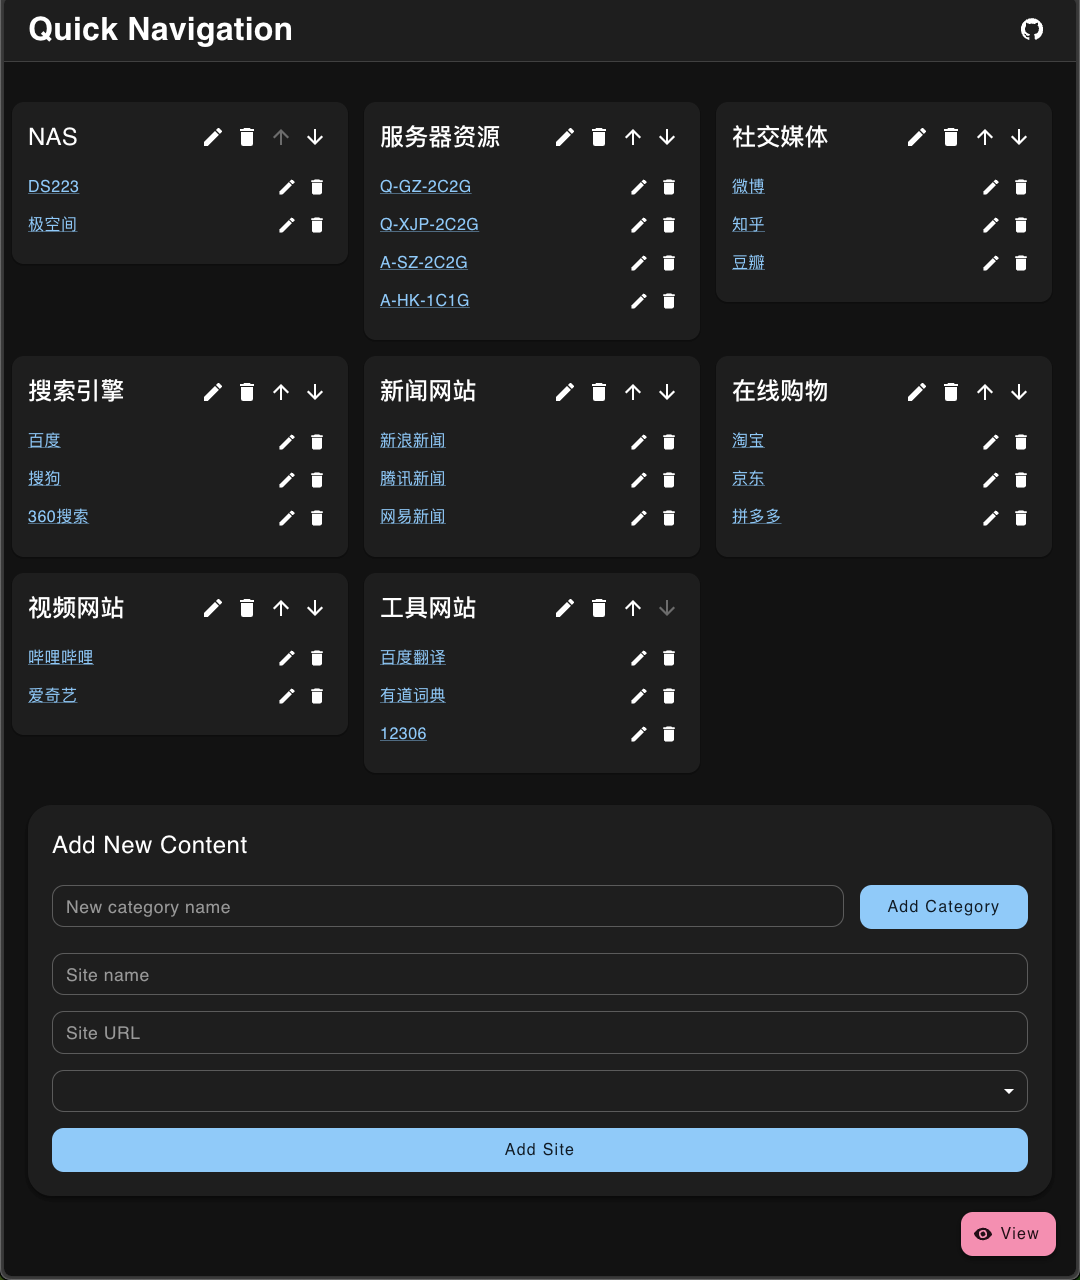 Quick Navigation
NAS
DS223
极空间
服务器资源
Q-GZ-2C2G
Q-XJP-2C2G
A-SZ-2C2G
A-HK-1C1G
社交媒体
微博
知乎
豆瓣
搜索引擎
百度
搜狗
360搜索
新闻网站
新浪新闻
腾讯新闻
网易新闻
在线购物
淘宝
京东
拼多多
视频网站
哔哩哔哩
爱奇艺
工具网站
百度翻译
有道词典
12306
Add New Content
New category name
Add Category
Site name
Site URL
Add Site
View